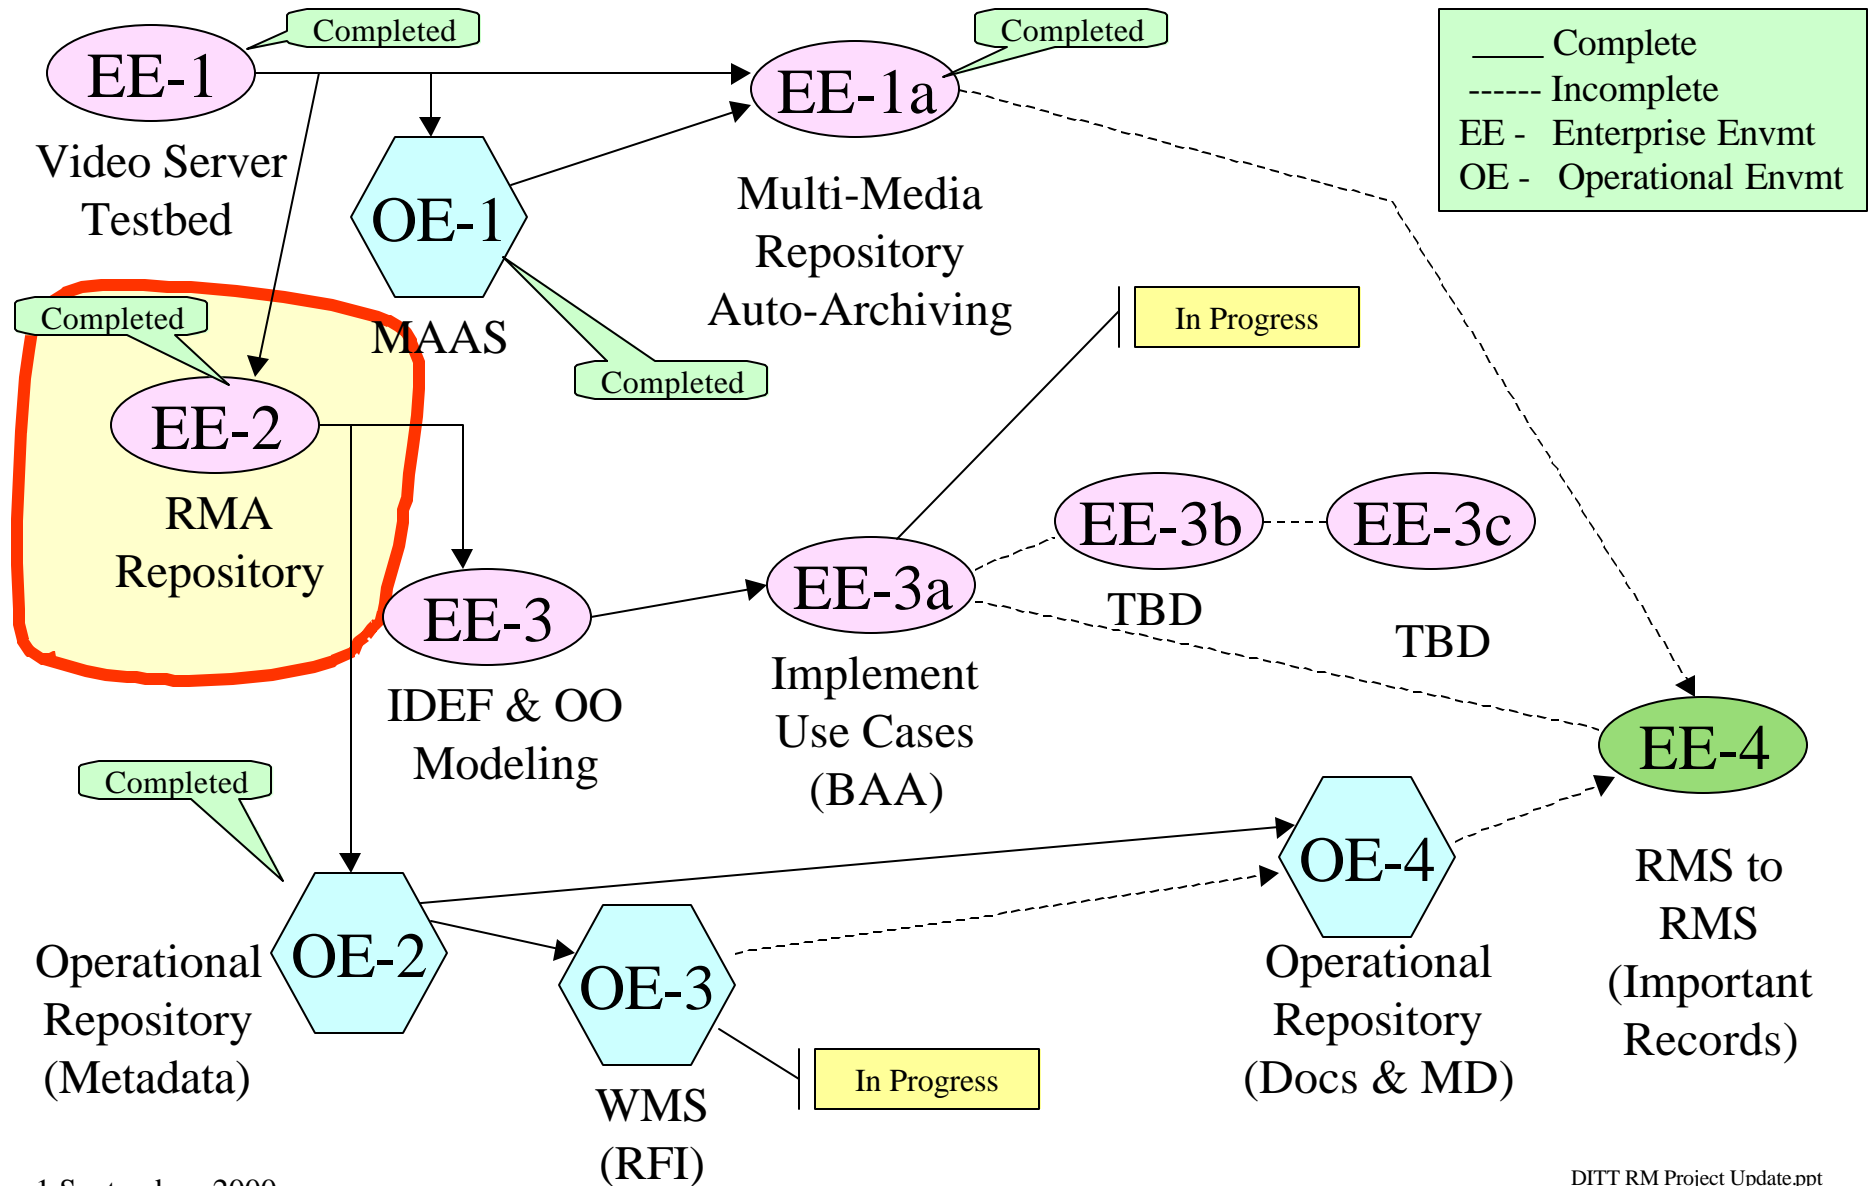 Completed
EE-1
Video Server
Testbed
Completed
EE-1a
Multi-Media
Repository
Auto-Archiving
Complete
Incomplete
EE - Enterprise Envmt
OE - Operational Envmt
OE-1
MAAS
Completed
Completed
EE-2
RMA
Repository
In Progress
EE-3
IDEF & OO
Modeling
EE-3a
Implement
Use Cases
(BAA)
EE-3b
TBD
EE-3c
TBD
EE-4
RMS to
RMS
(Important
Records)
Completed
OE-2
Operational
Repository
(Metadata)
OE-3
WMS
(RFI)
In Progress
OE-4
Operational
Repository
(Docs & MD)
1 September, 2000
DITT RM Project Update.ppt